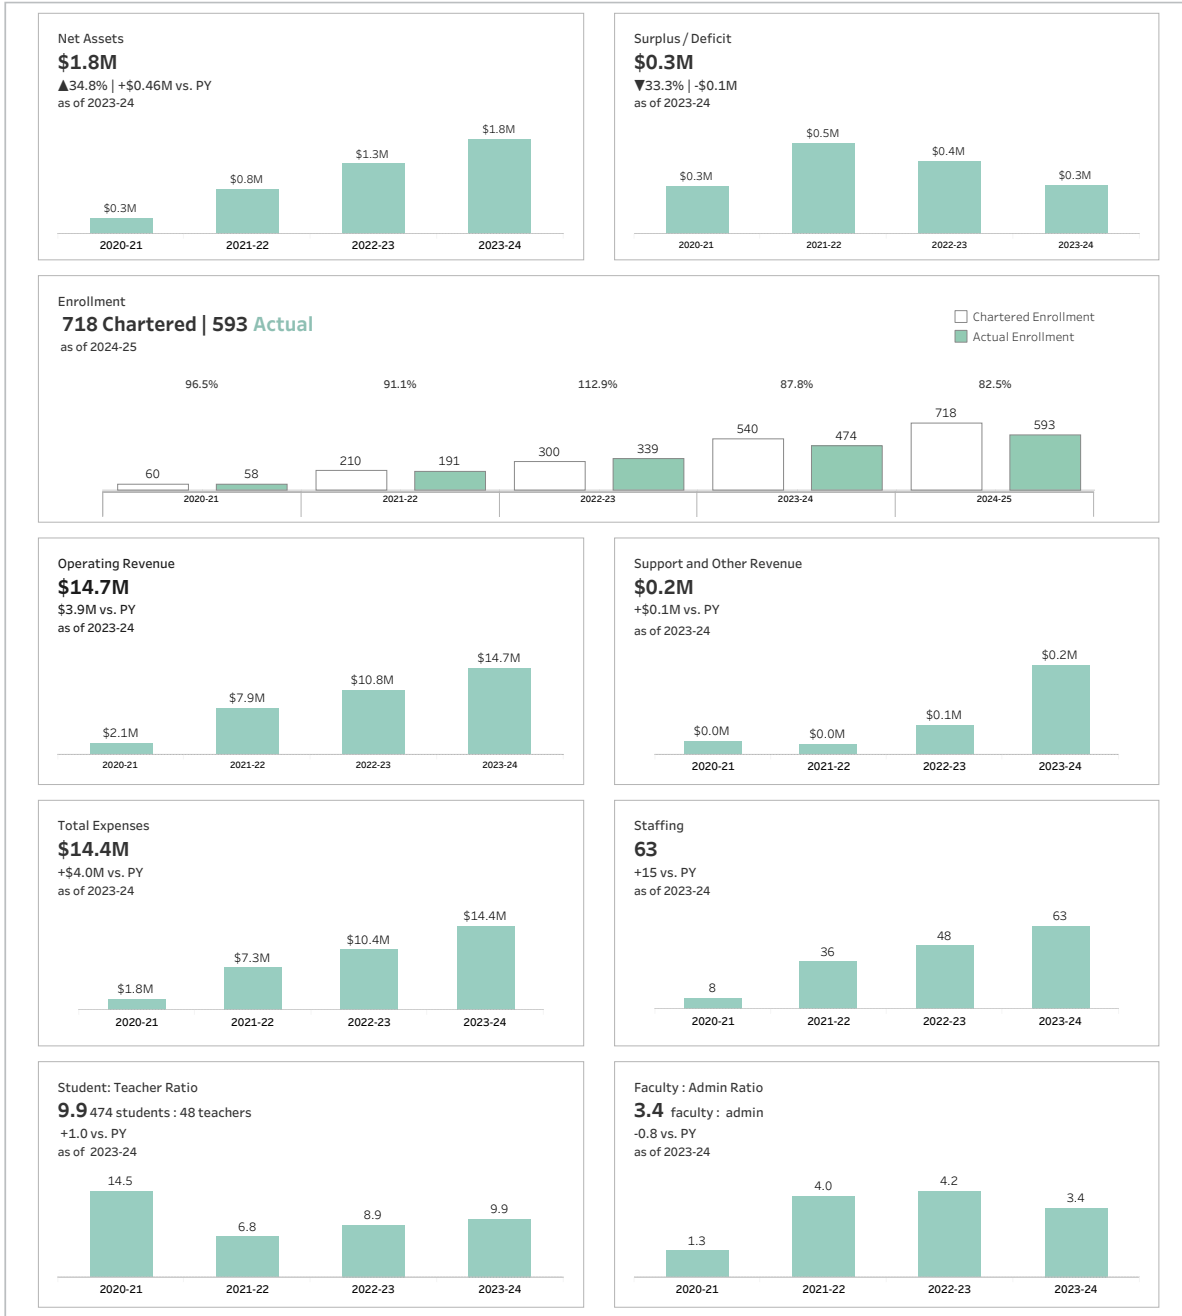 Net Assets
$1.8M
▲34.8% | +$0.46M vs. PY
as of 2023-24
$0.3M
$0.8M
$1.3M
$1.8M
2020-21
2021-22
2022-23
2023-24
Surplus / Deficit
$0.3M
▼33.3% | -$0.1M
as of 2023-24
$0.3M
$0.5M
$0.4M
$0.3M
2020-21
2021-22
2022-23
2023-24
Enrollment
718 Chartered | 593 Actual
as of 2024-25
Chartered Enrollment
Actual Enrollment
96.5%
91.1%
112.9%
87.8%
82.5%
60
58
210
191
300
339
540
474
718
593
2020-21
2021-22
2022-23
2023-24
2024-25
Operating Revenue
$14.7M
$3.9M vs. PY
as of 2023-24
$2.1M
$7.9M
$10.8M
$14.7M
2020-21
2021-22
2022-23
2023-24
Support and Other Revenue
$0.2M
+$0.1M vs. PY
as of 2023-24
$0.0M
$0.0M
$0.1M
$0.2M
2020-21
2021-22
2022-23
2023-24
Total Expenses
$14.4M
+$4.0M vs. PY
as of 2023-24
$1.8M
$7.3M
$10.4M
$14.4M
2020-21
2021-22
2022-23
2023-24
Staffing
63
+15 vs. PY
as of 2023-24
8
36
48
63
2020-21
2021-22
2022-23
2023-24
Student: Teacher Ratio
9.9 474 students : 48 teachers
+1.0 vs. PY
as of 2023-24
14.5
6.8
8.9
9.9
2020-21
2021-22
2022-23
2023-24
Faculty : Admin Ratio
3.4 faculty : admin
-0.8 vs. PY
as of 2023-24
1.3
4.0
4.2
3.4
2020-21
2021-22
2022-23
2023-24